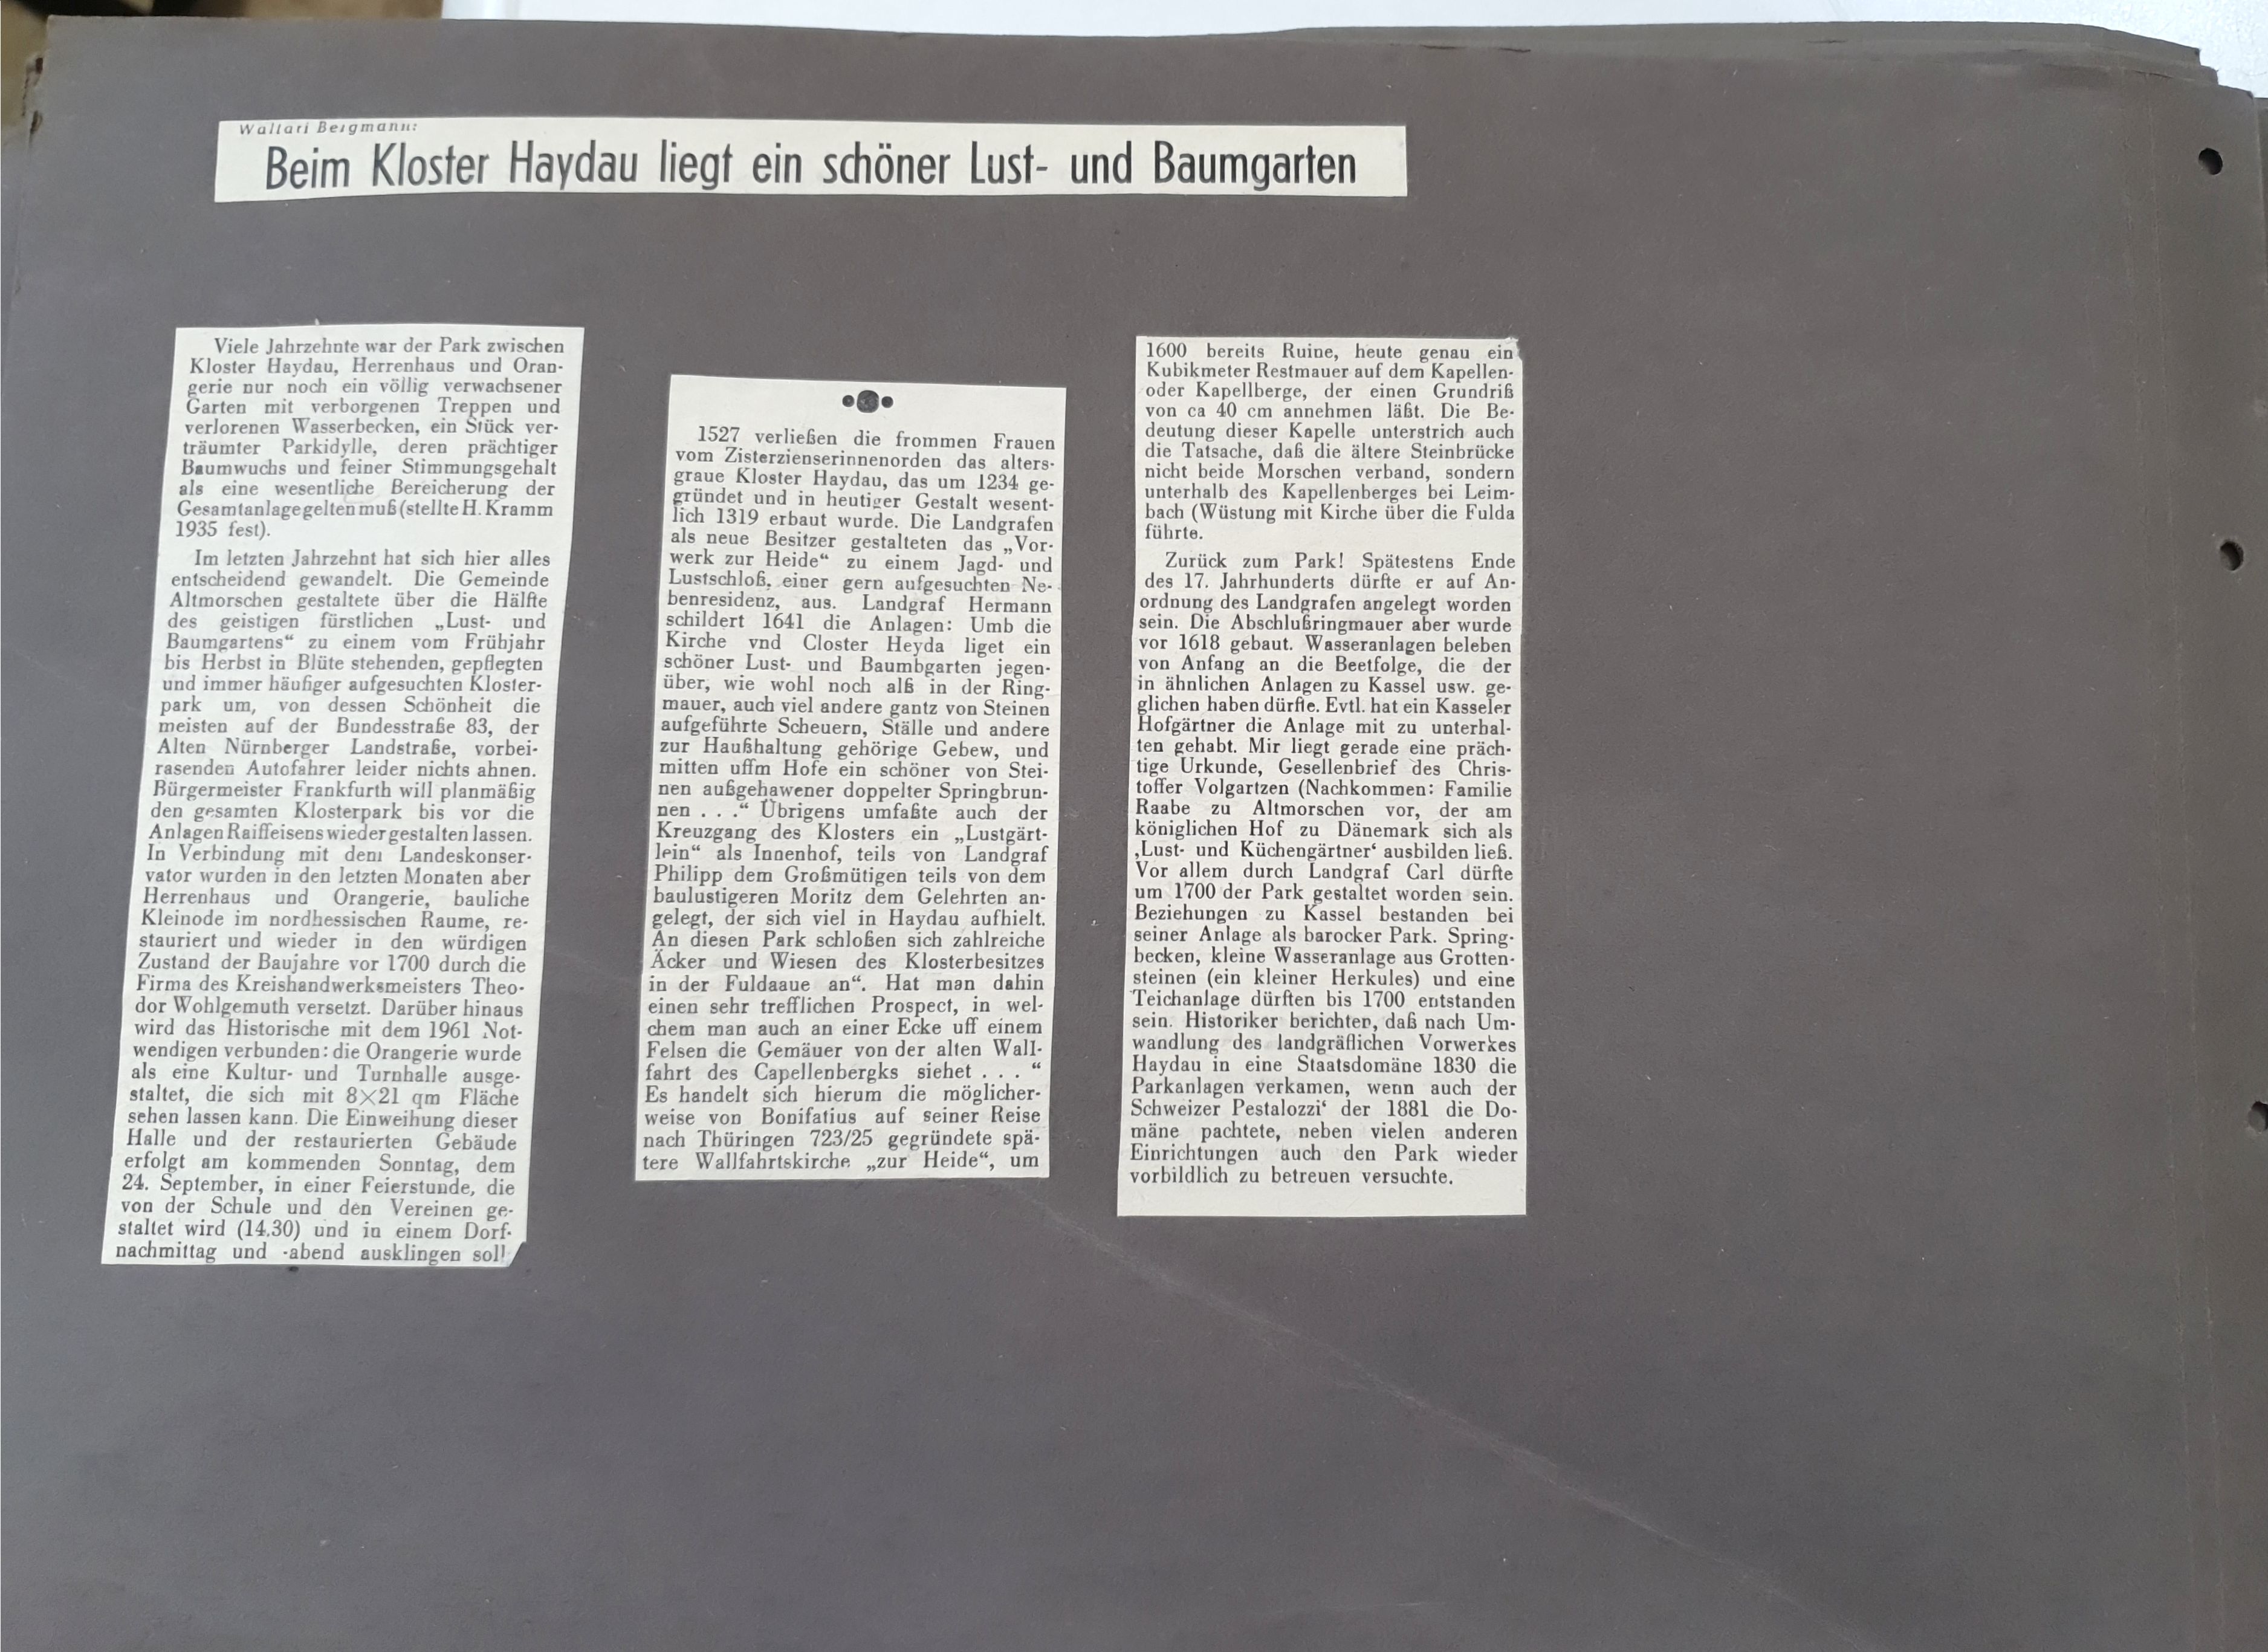 Waltari Bergmann:
Beim Kloster Haydau liegt ein schöner Lust- und Baumgarten
Viele Jahrzehnte war der Park zwischen
Kloster Haydau, Herrenhaus und Oran-
gerie nur noch ein völlig verwachsener
Garten mit verborgenen Treppen und
verlorenen Wasserbecken, ein Stück ver-
träumter Parkidylle, deren prächtiger
Baumwuchs und feiner Stimmungsgehalt
als eine wesentliche Bereicherung der
Gesamtanlage gelten muß (stellte H. Kramm
1935 fest).
Im letzten Jahrzehnt hat sich hier alles
entscheidend gewandelt. Die Gemeinde
Altmorschen gestaltete über die Hälfte
des geistigen fürstlichen „Lust- und
Baumgartens“ zu einem vom Frühjahr
bis Herbst in Blüte stehenden, gepflegten
und immer häufiger aufgesuchten Kloster-
park um, von dessen Schönheit die
meisten auf der Bundesstraße 83, der
Alten Nürnberger Landstraße, vorbei-
rasenden Autofahrer leider nichts ahnen.
Bürgermeister Frankfurth will planmäßig
den gesamten Klosterpark bis vor die
Anlagen Raiffeisens wieder gestalten lassen.
In Verbindung mit dem Landeskonser-
vator wurden in den letzten Monaten aber
Herrenhaus und Orangerie, bauliche
Kleinode im nordhessischen Raume, re-
stauriert und wieder in den würdigen
Zustand der Baujahre vor 1700 durch die
Firma des Kreishandwerksmeisters Theo-
dor Wohlgemuth versetzt. Darüber hinaus
wird das Historische mit dem 1961 Not-
wendigen verbunden: die Orangerie wurde
als eine Kultur- und Turnhalle ausge-
staltet, die sich mit 8×21 qm Fläche
sehen lassen kann. Die Einweihung dieser
Halle und der restaurierten Gebäude
erfolgt am kommenden Sonntag, dem
24. September, in einer Feierstunde, die
von der Schule und den Vereinen ge-
staltet wird (14.30) und in einem Dorf-
nachmittag und -abend ausklingen soll
1527 verließen die frommen Frauen
vom Zisterzienserinnenorden das alters-
graue Kloster Haydau, das um 1234 ge-
gründet und in heutiger Gestalt wesent-
lich 1319 erbaut wurde. Die Landgrafen
als neue Besitzer gestalteten das „Vor-
werk zur Heide“ zu einem Jagd- und
Lustschloß, einer gern aufgesuchten Ne-
benresidenz, aus. Landgraf Hermann
schildert 1641 die Anlagen: Umb die
Kirche vnd Closter Heyda liget ein
schöner Lust- und Baumbgarten jegen-
über, wie wohl noch alß in der Ring-
mauer, auch viel andere gantz von Steinen
aufgeführte Scheuern, Ställe und andere
zur Haußhaltung gehörige Gebew, und
mitten uffm Hofe ein schöner von Stei-
nen außgehawener doppelter Springbrun-
nen . . .“ Übrigens umfaßte auch der
Kreuzgang des Klosters ein „Lustgärt-
lein“ als Innenhof, teils von Landgraf
Philipp dem Großmütigen teils von dem
baulustigeren Moritz dem Gelehrten an-
gelegt, der sich viel in Haydau aufhielt.
An diesen Park schloßen sich zahlreiche
Äcker und Wiesen des Klosterbesitzes
in der Fuldaaue an“. Hat man dahin
einen sehr trefflichen Prospect, in wel-
chem man auch an einer Ecke uff einem
Felsen die Gemäuer von der alten Wall-
fahrt des Capellenbergks siehet . . . “
Es handelt sich hierum die möglicher-
weise von Bonifatius auf seiner Reise
nach Thüringen 723/25 gegründete spä-
tere Wallfahrtskirche „zur Heide“, um
1600 bereits Ruine, heute genau ein
Kubikmeter Restmauer auf dem Kapellen-
oder Kapellberge, der einen Grundriß
von ca 40 cm annehmen läßt. Die Be-
deutung dieser Kapelle unterstrich auch
die Tatsache, daß die ältere Steinbrücke
nicht beide Morschen verband, sondern
unterhalb des Kapellenberges bei Leim-
bach (Wüstung mit Kirche über die Fulda
führte.
Zurück zum Park! Spätestens Ende
des 17. Jahrhunderts dürfte er auf An-
ordnung des Landgrafen angelegt worden
sein. Die Abschlußringmauer aber wurde
vor 1618 gebaut. Wasseranlagen beleben
von Anfang an die Beetfolge, die der
in ähnlichen Anlagen zu Kassel usw. ge-
glichen haben dürfte. Evtl. hat ein Kasseler
Hofgärtner die Anlage mit zu unterhal-
ten gehabt. Mir liegt gerade eine präch-
tige Urkunde, Gesellenbrief des Chris-
toffer Volgartzen (Nachkommen: Familie
Raabe zu Altmorschen vor, der am
königlichen Hof zu Dänemark sich als
‚Lust- und Küchengärtner‘ ausbilden ließ.
Vor allem durch Landgraf Carl dürfte
um 1700 der Park gestaltet worden sein.
Beziehungen zu Kassel bestanden bei
seiner Anlage als barocker Park. Spring-
becken, kleine Wasseranlage aus Grotten-
steinen (ein kleiner Herkules) und eine
Teichanlage dürften bis 1700 entstanden
sein. Historiker berichten, daß nach Um-
wandlung des landgräflichen Vorwerkes
Haydau in eine Staatsdomäne 1830 die
Parkanlagen verkamen, wenn auch der
Schweizer Pestalozzi‘ der 1881 die Do-
mäne pachtete, neben vielen anderen
Einrichtungen auch den Park wieder
vorbildlich zu betreuen versuchte.